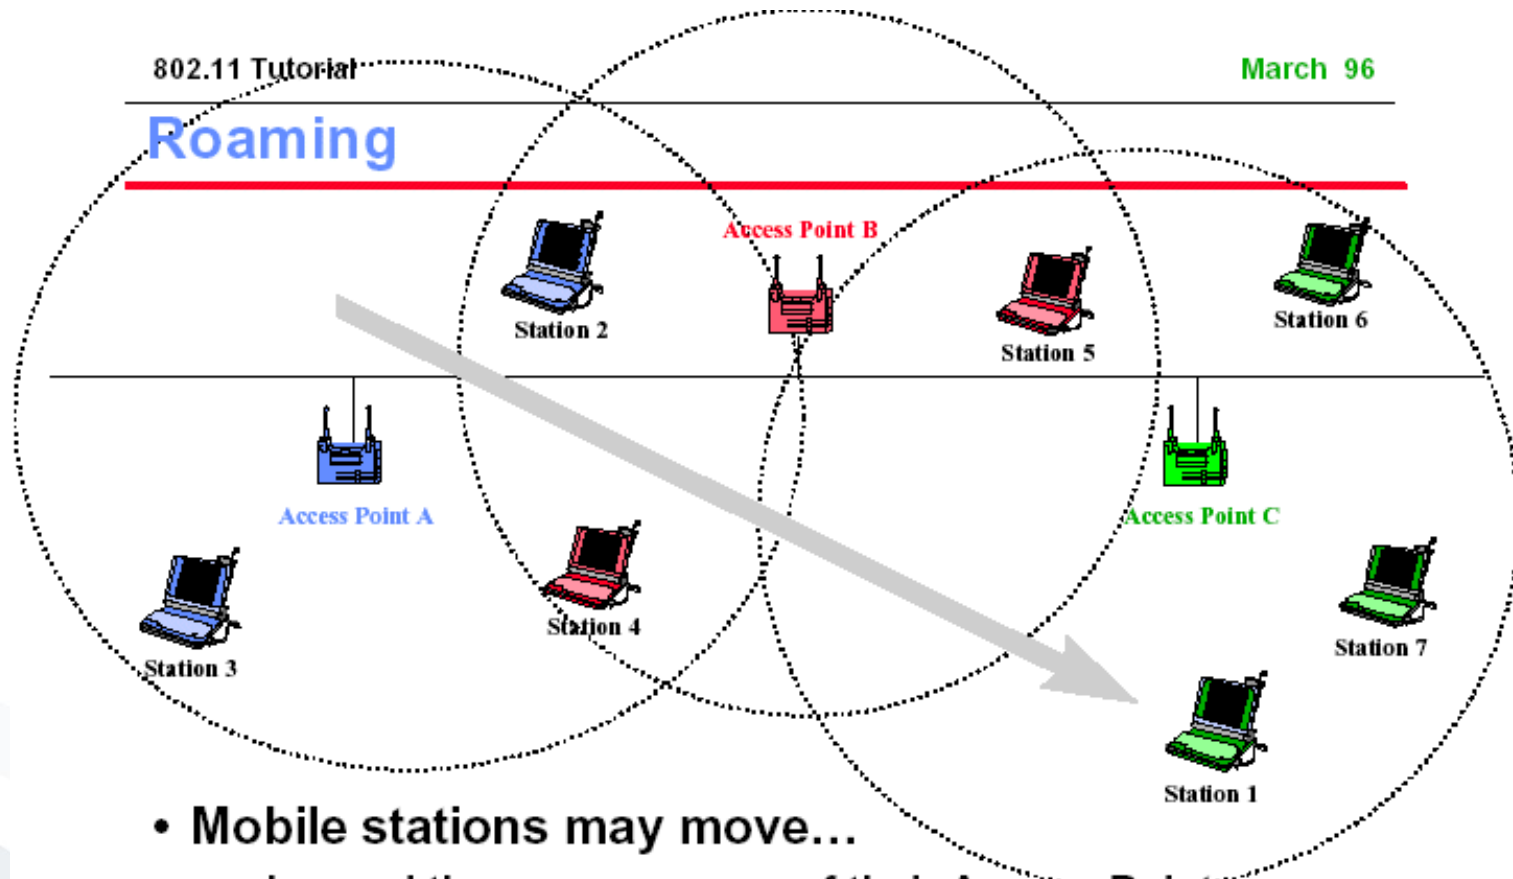 802.11 Tutorial
March 96
Roaming
Access Point B
Station 2
Station 5
Station 6
Access Point A
Access Point C
Station 3
Station 4
Station 7
Station 1
• Mobile stations may move...